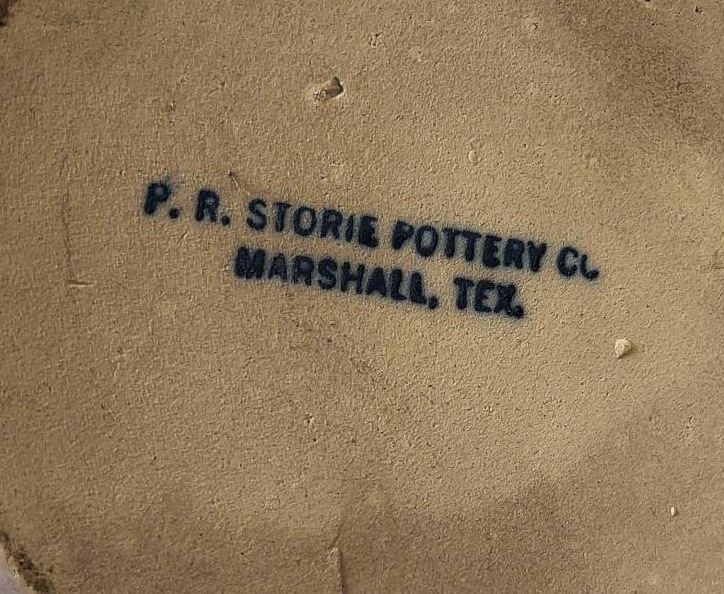 P. R. STORIE POTTERY Co
MARSHALL, TEX.